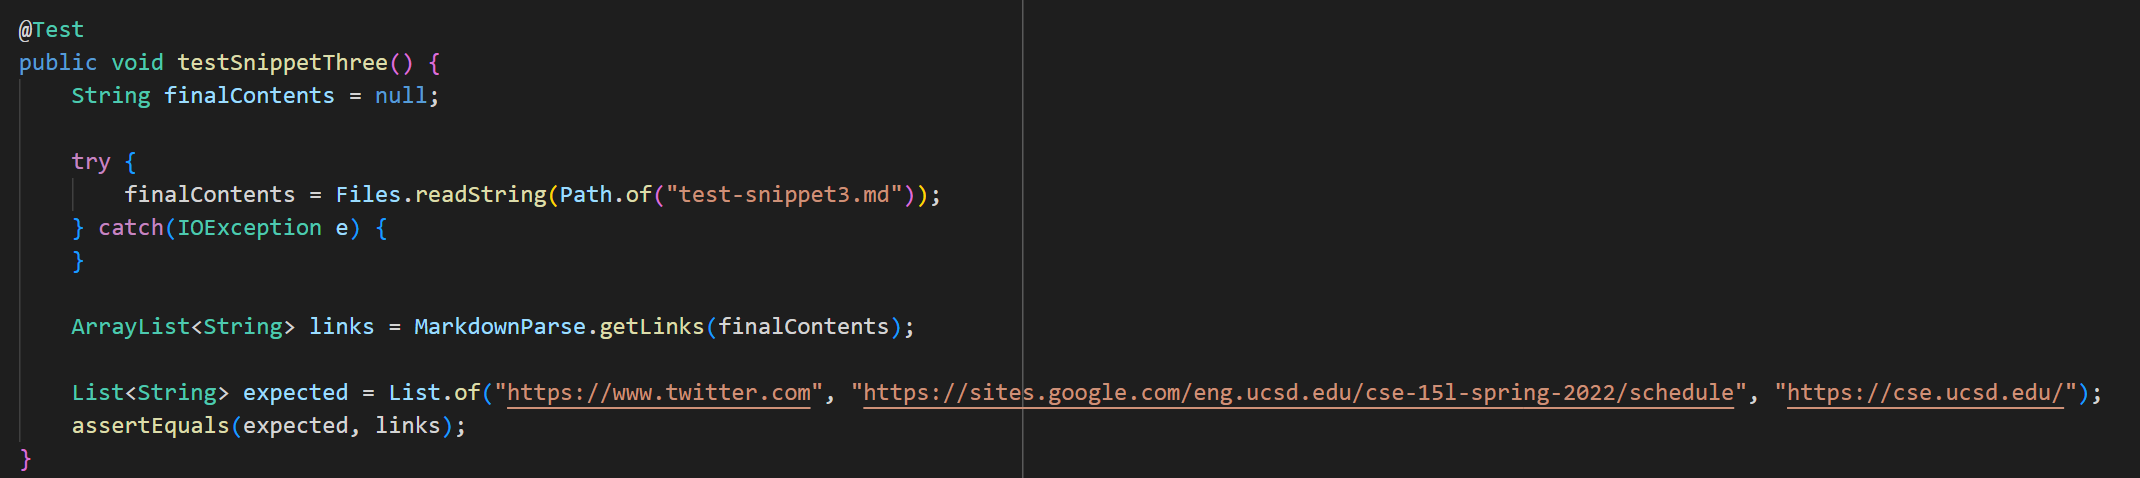 @Test
public void testSnippetThree() {
    String finalContents = null;

    try {
        finalContents = Files.readString(Path.of("test-snippet3.md"));
    } catch(IOException e) {
    }

    ArrayList<String> links = MarkdownParse.getLinks(finalContents);

    List<String> expected = List.of("https://www.twitter.com", "https://sites.google.com/eng.ucsd.edu/cse-15l-spring-2022/schedule", "https://cse.ucsd.edu/");
    assertEquals(expected, links);
}